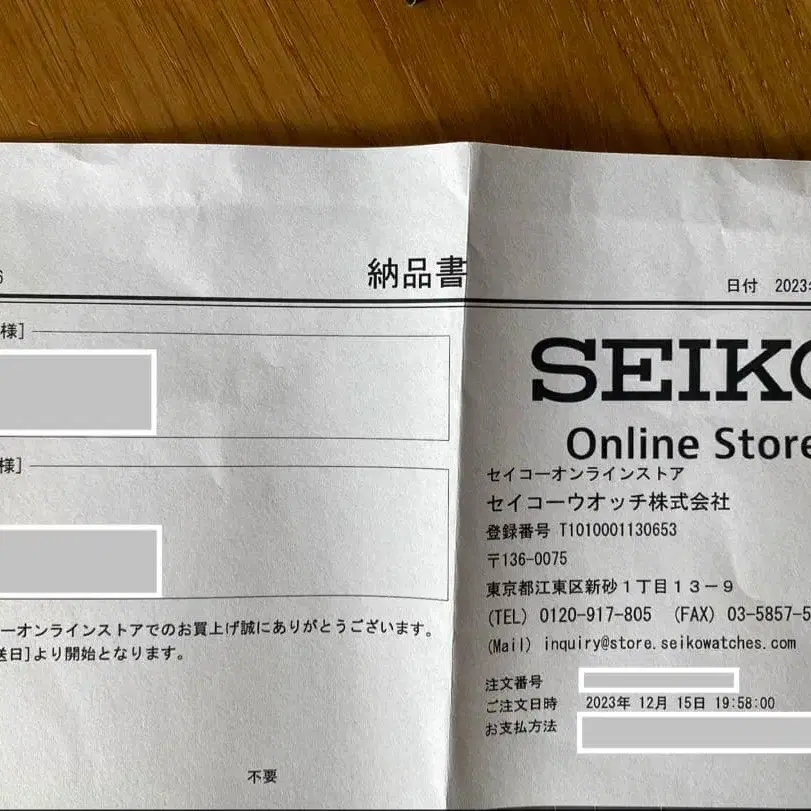 6
納品書
日付 2023年
様]
様]
ーオンラインストアでのお買上げ誠にありがとうございます。
送日]より開始となります。
不要
SEIKO
Online Store
セイコーオンラインストア
セイコーウオッチ株式会社
登録番号 T1010001130653
〒136-0075
東京都江東区新砂1丁目13-9
(TEL) 0120-917-805 (FAX) 03-5857-5
(Mail) inquiry@store.seikowatches.com
注文番号
ご注文日時 2023年 12月 15日 19:58:00
お支払方法